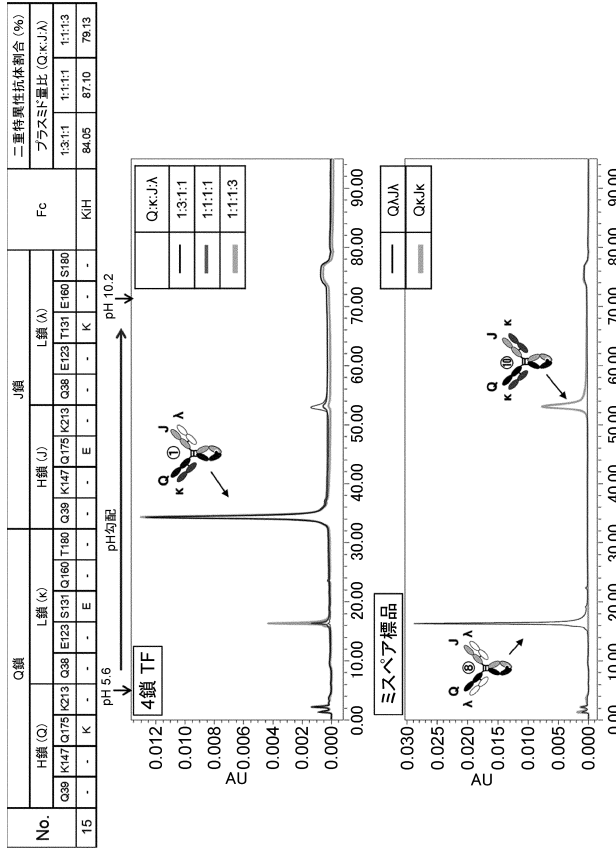 No.
Q鎖
J鎖
Fc
二重特異性抗体割合 (%)
H鎖 (Q)
L鎖 (κ)
H鎖 (J)
L鎖 (λ)
プラスミド量比 (Q:κ:J:λ)
Q39 K147 Q175 K213 Q38 E123 S131 Q160 T180 Q39 K147 Q175 K213 Q38 E123 T131 E160 S180
1:3:1:1 1:1:1:1 1:1:1:3
15 - - K - - - E - - - - E - - - K - - KiH 84.05 87.10 79.13
pH 5.6
pH勾配
pH 10.2
4鎖 TF
Q:κ:J:λ
1:3:1:1
1:1:1:1
1:1:1:3
① Q J κ λ
AU
0.012
0.010
0.008
0.006
0.004
0.002
0.000
0.00 10.00 20.00 30.00 40.00 50.00 60.00 70.00 80.00 90.00
ミスペア標品
QλJλ
QκJκ
⑧ Q J λ λ
⑩ Q J κ κ
AU
0.030
0.025
0.020
0.015
0.010
0.005
0.000
0.00 10.00 20.00 30.00 40.00 50.00 60.00 70.00 80.00 90.00